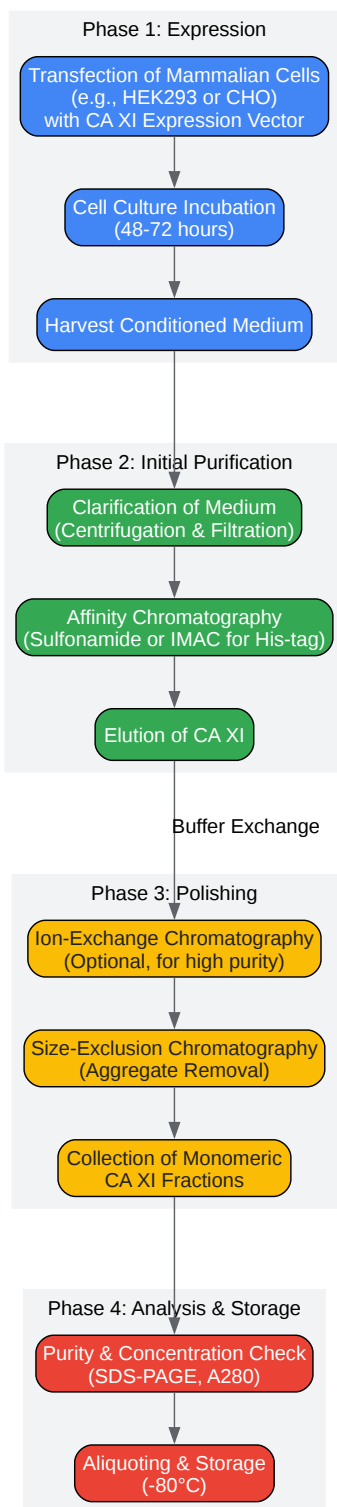 Phase 1: Expression
Transfection of Mammalian Cells
(e.g., HEK293 or CHO)
with CA XI Expression Vector
Cell Culture Incubation
(48-72 hours)
Harvest Conditioned Medium
Phase 2: Initial Purification
Clarification of Medium
(Centrifugation & Filtration)
Affinity Chromatography
(Sulfonamide or IMAC for His-tag)
Elution of CA XI
Buffer Exchange
Phase 3: Polishing
Ion-Exchange Chromatography
(Optional, for high purity)
Size-Exclusion Chromatography
(Aggregate Removal)
Collection of Monomeric
CA XI Fractions
Phase 4: Analysis & Storage
Purity & Concentration Check
(SDS-PAGE, A280)
Aliquoting & Storage
(-80°C)